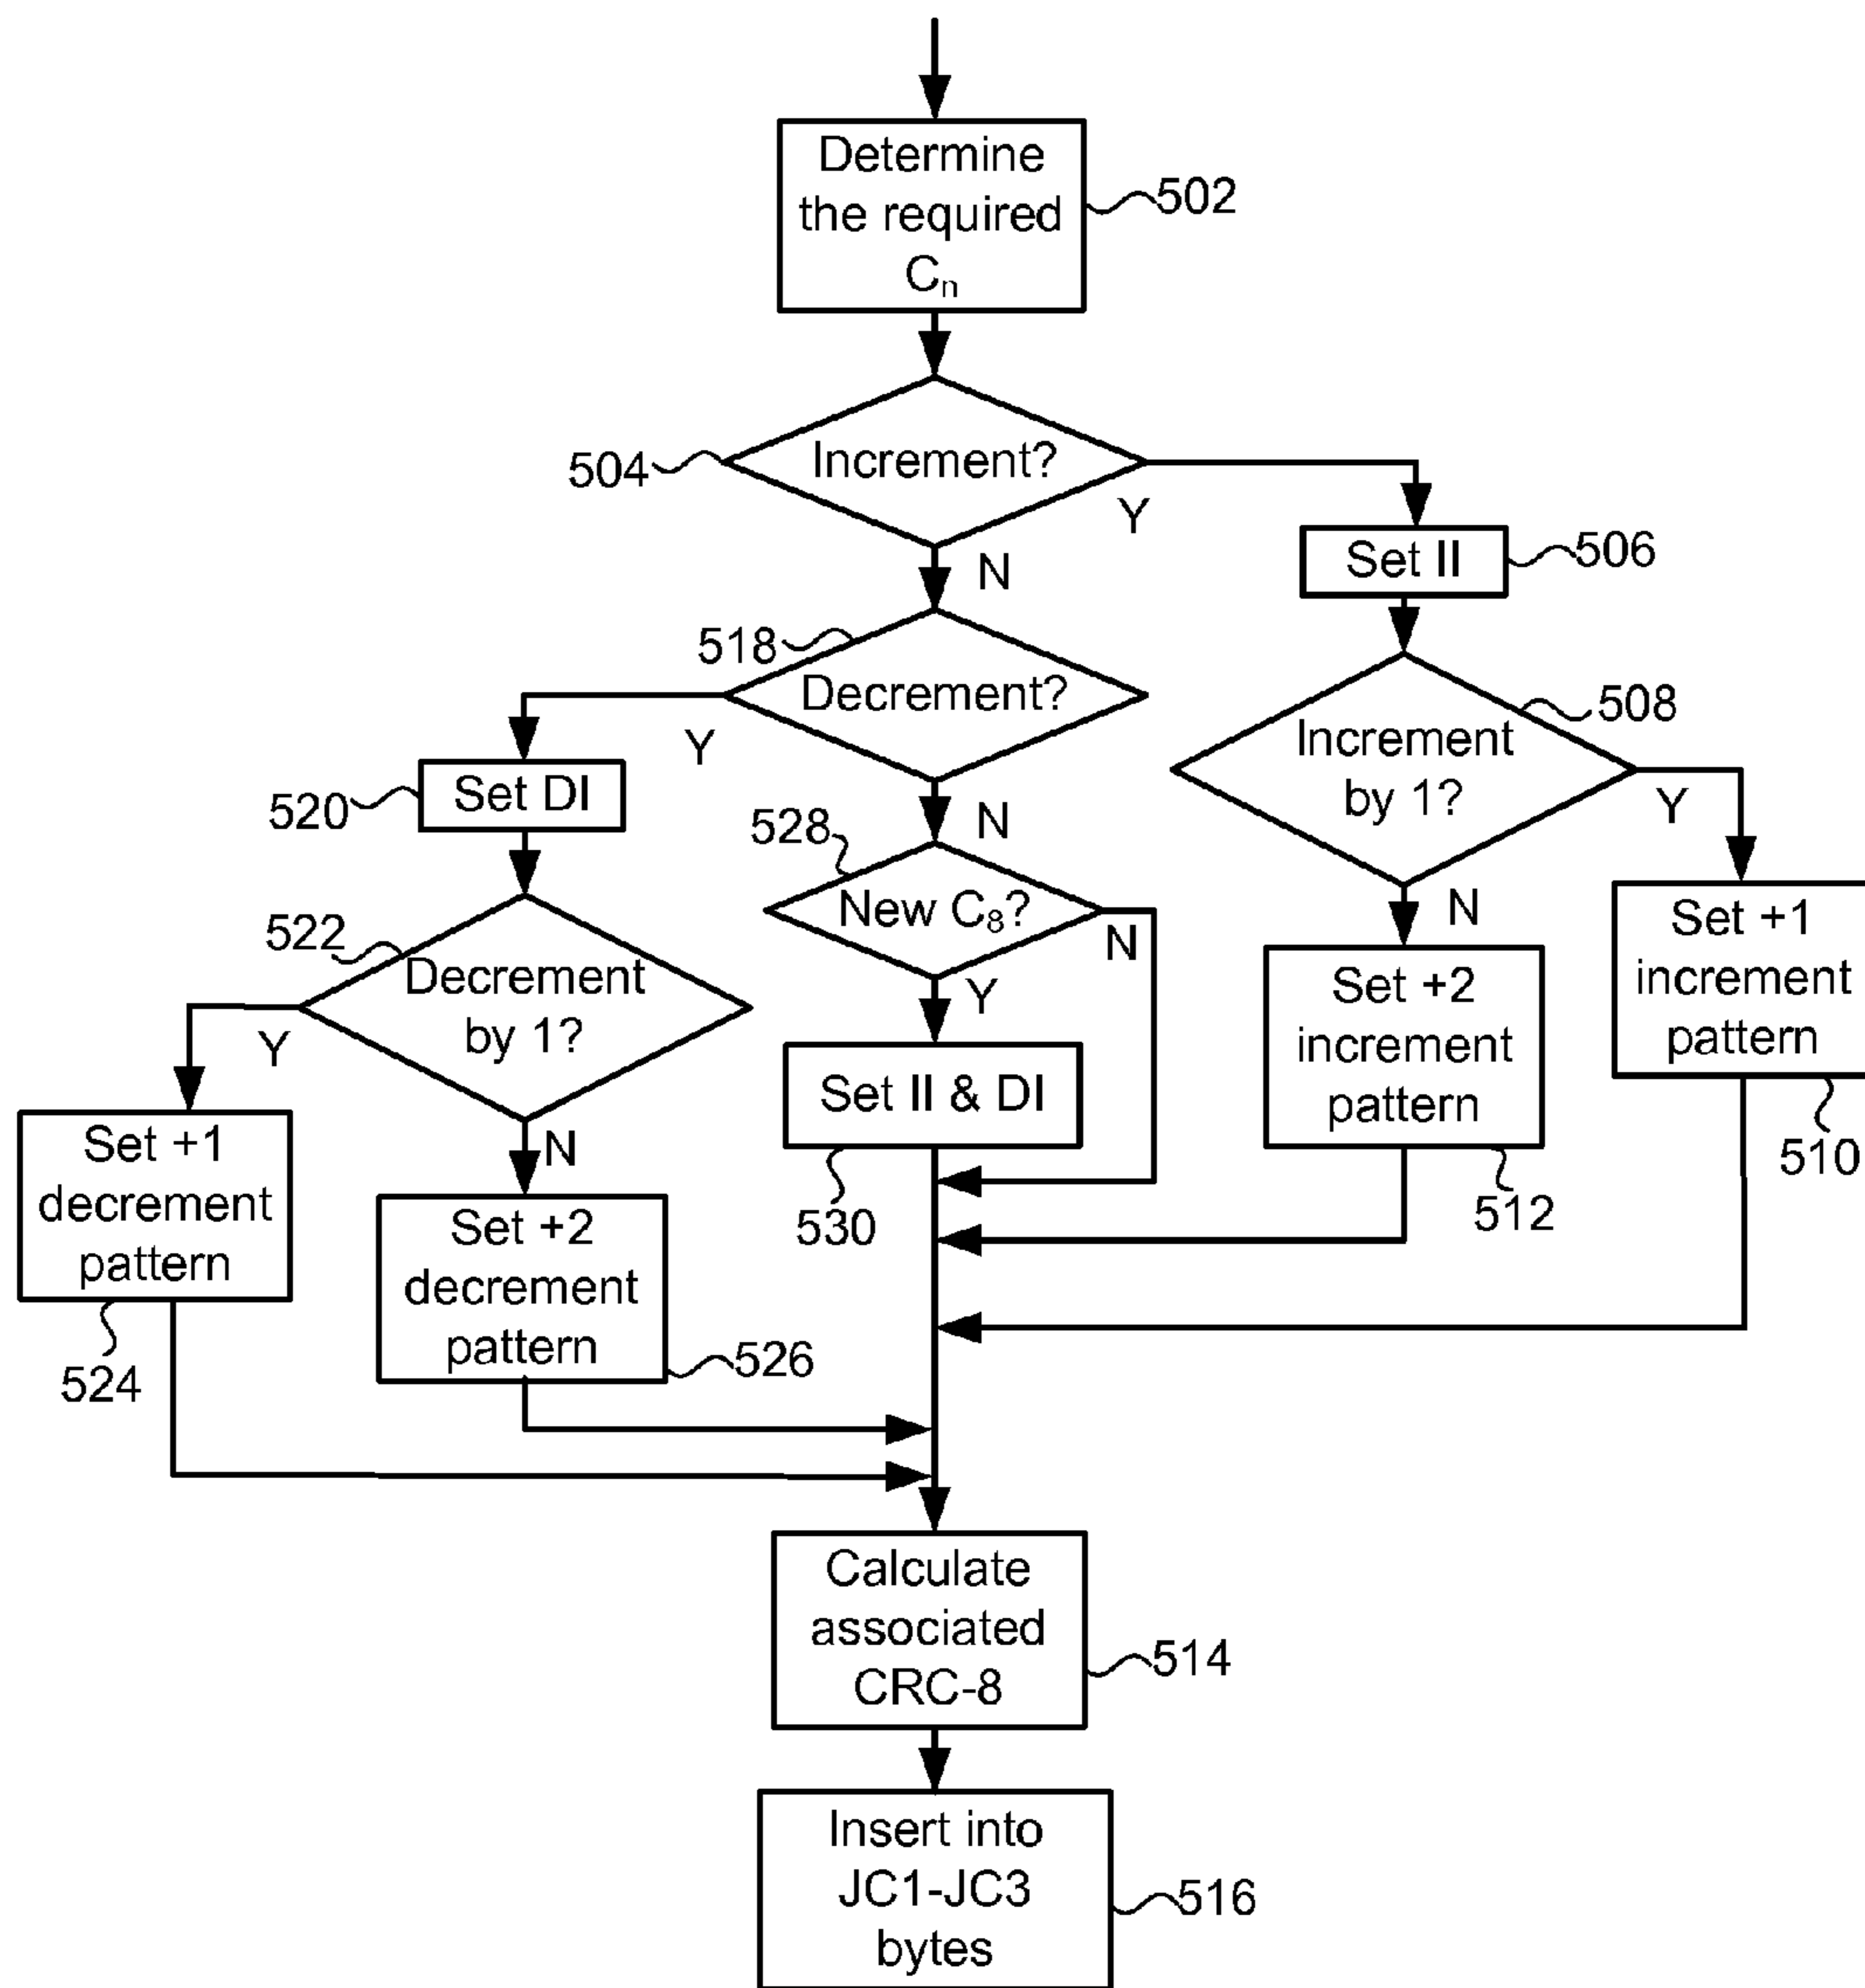 Determine
the required
Cₙ
502
Increment?
504
Y
N
Set II
506
518
Decrement?
Y
N
508
Increment
by 1?
Y
N
520
Set DI
528
New C₈?
N
Y
522
Decrement
by 1?
Y
N
Set +1
increment
pattern
510
Set +2
increment
pattern
512
Set II & DI
530
Set +1
decrement
pattern
524
Set +2
decrement
pattern
526
Calculate
associated
CRC-8
514
Insert into
JC1-JC3
bytes
516